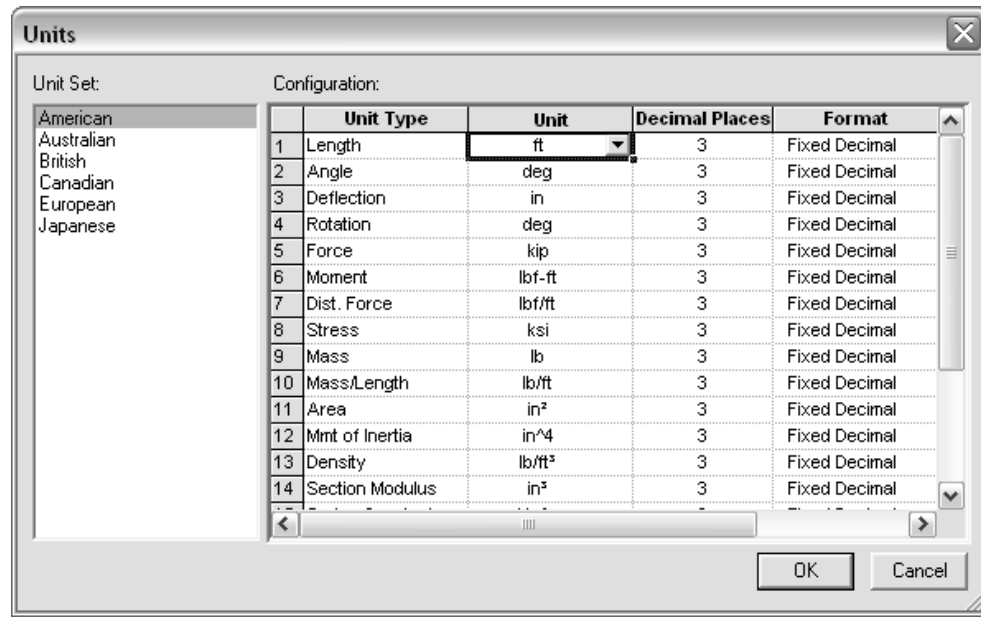 Units
Unit Set:
Configuration:
American
Australian
British
Canadian
European
Japanese
Unit Type Unit Decimal Places Format
1 Length ft 3 Fixed Decimal
2 Angle deg 3 Fixed Decimal
3 Deflection in 3 Fixed Decimal
4 Rotation deg 3 Fixed Decimal
5 Force kip 3 Fixed Decimal
6 Moment lbf-ft 3 Fixed Decimal
7 Dist. Force lbf/ft 3 Fixed Decimal
8 Stress ksi 3 Fixed Decimal
9 Mass lb 3 Fixed Decimal
10 Mass/Length lb/ft 3 Fixed Decimal
11 Area in² 3 Fixed Decimal
12 Mmt of Inertia in^4 3 Fixed Decimal
13 Density lb/ft³ 3 Fixed Decimal
14 Section Modulus in³ 3 Fixed Decimal
OK Cancel